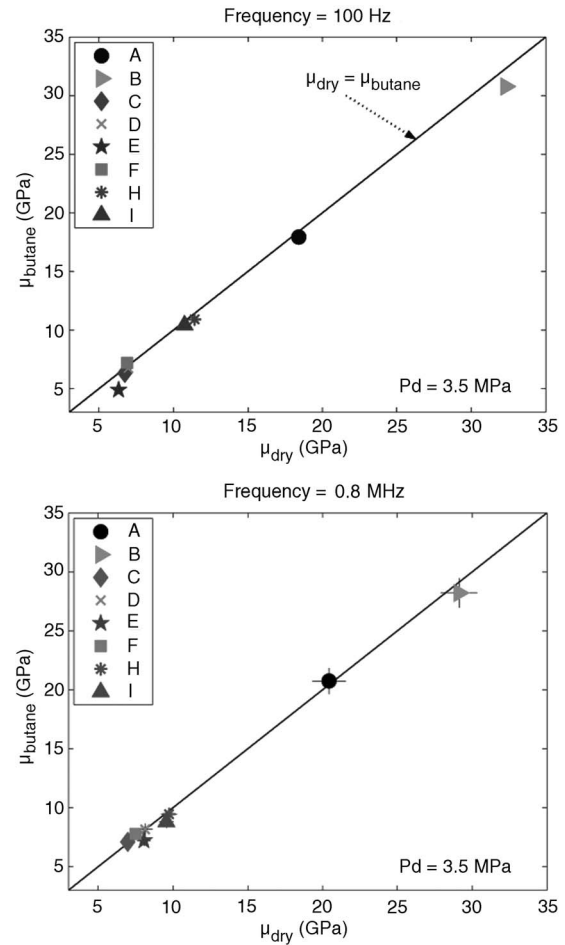 Frequency = 100 Hz
35
30
25
20
15
10
5
A
B
C
D
E
F
H
I
μdry = μbutane
Pd = 3.5 MPa
μbutane (GPa)
5 10 15 20 25 30 35
μdry (GPa)
Frequency = 0.8 MHz
35
30
25
20
15
10
5
A
B
C
D
E
F
H
I
Pd = 3.5 MPa
μbutane (GPa)
5 10 15 20 25 30 35
μdry (GPa)